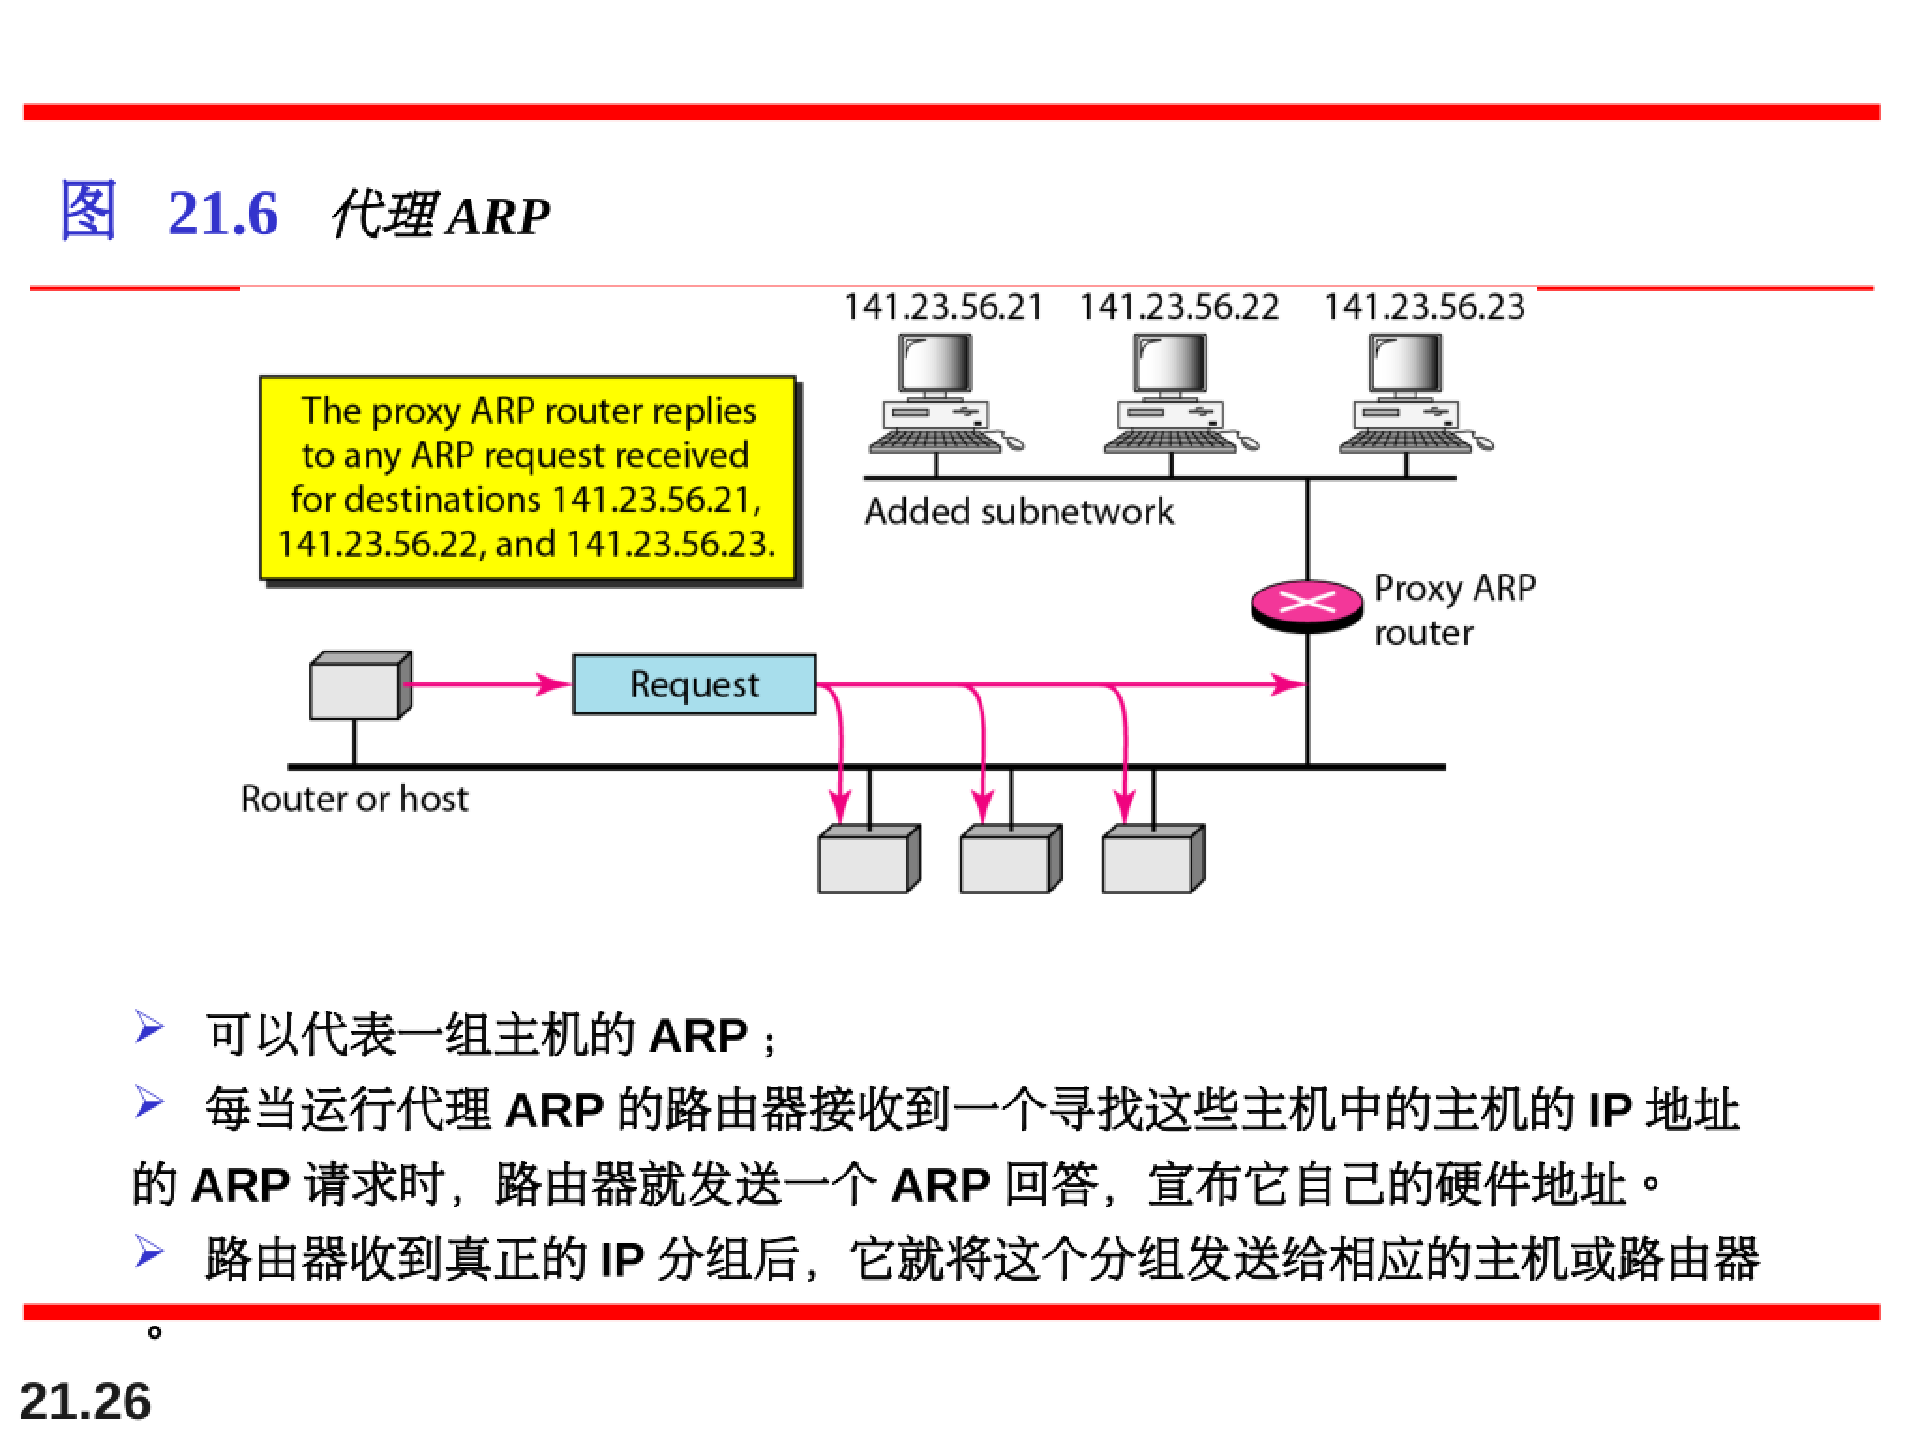 图 21.6 代理 ARP
141.23.56.21 141.23.56.22 141.23.56.23
The proxy ARP router replies
to any ARP request received
for destinations 141.23.56.21,
141.23.56.22, and 141.23.56.23.
Added subnetwork
Proxy ARP
router
Request
Router or host
可以代表一组主机的 ARP ；
每当运行代理 ARP 的路由器接收到一个寻找这些主机中的主机的 IP 地址
的 ARP 请求时，路由器就发送一个 ARP 回答，宣布它自己的硬件地址。
路由器收到真正的 IP 分组后，它就将这个分组发送给相应的主机或路由器
。
21.26